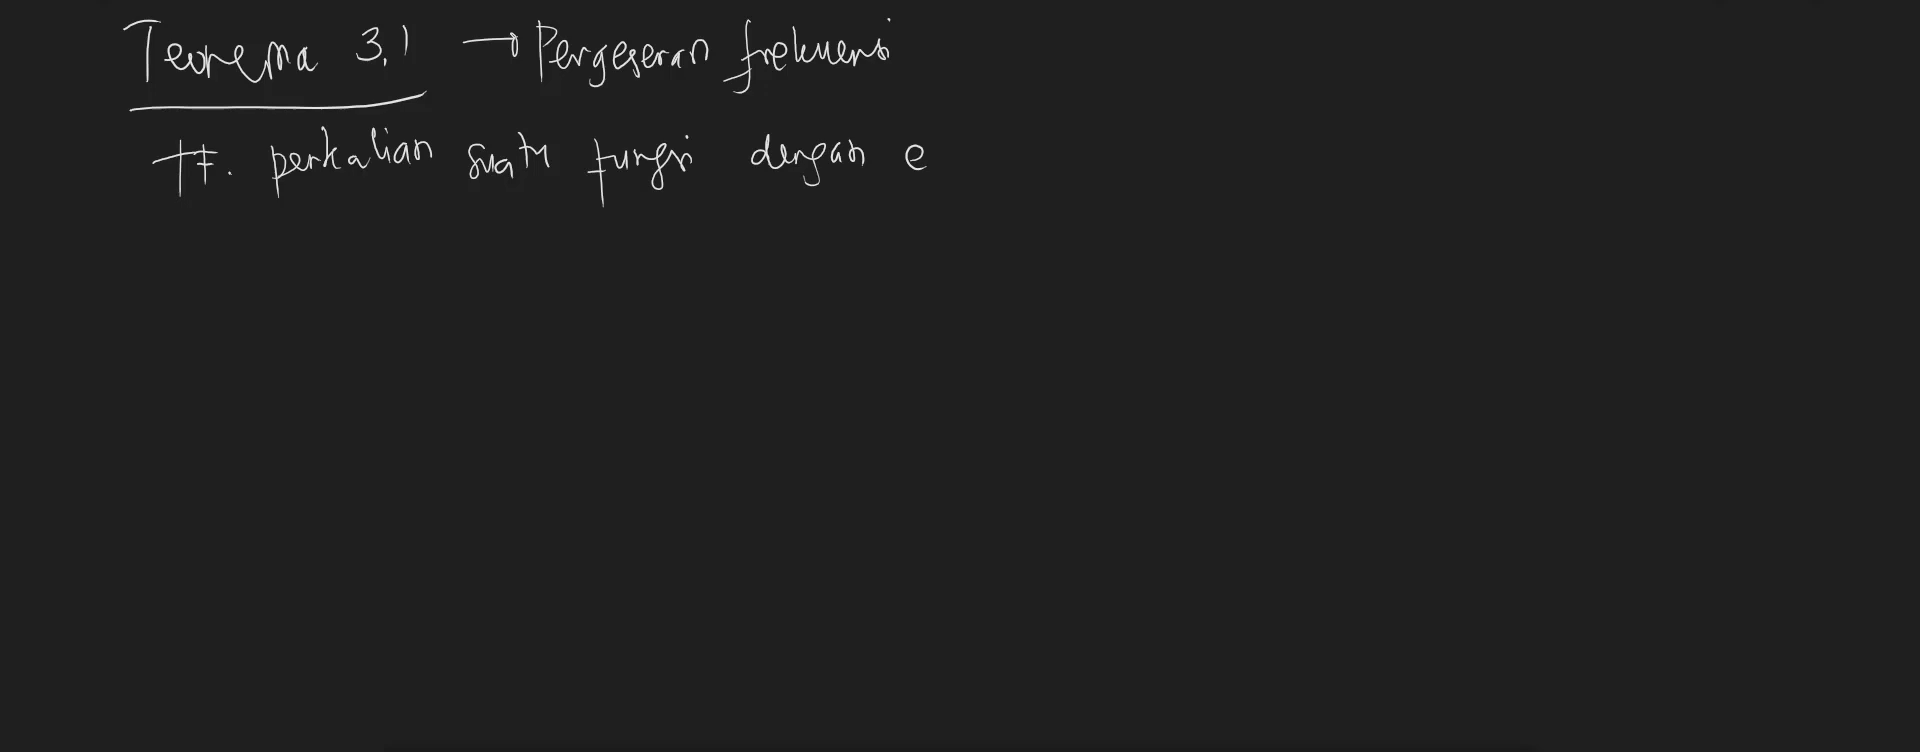 Teorema 3.1 → Pergeseran frekuensi
TF. perkalian suatu fungsi dengan e